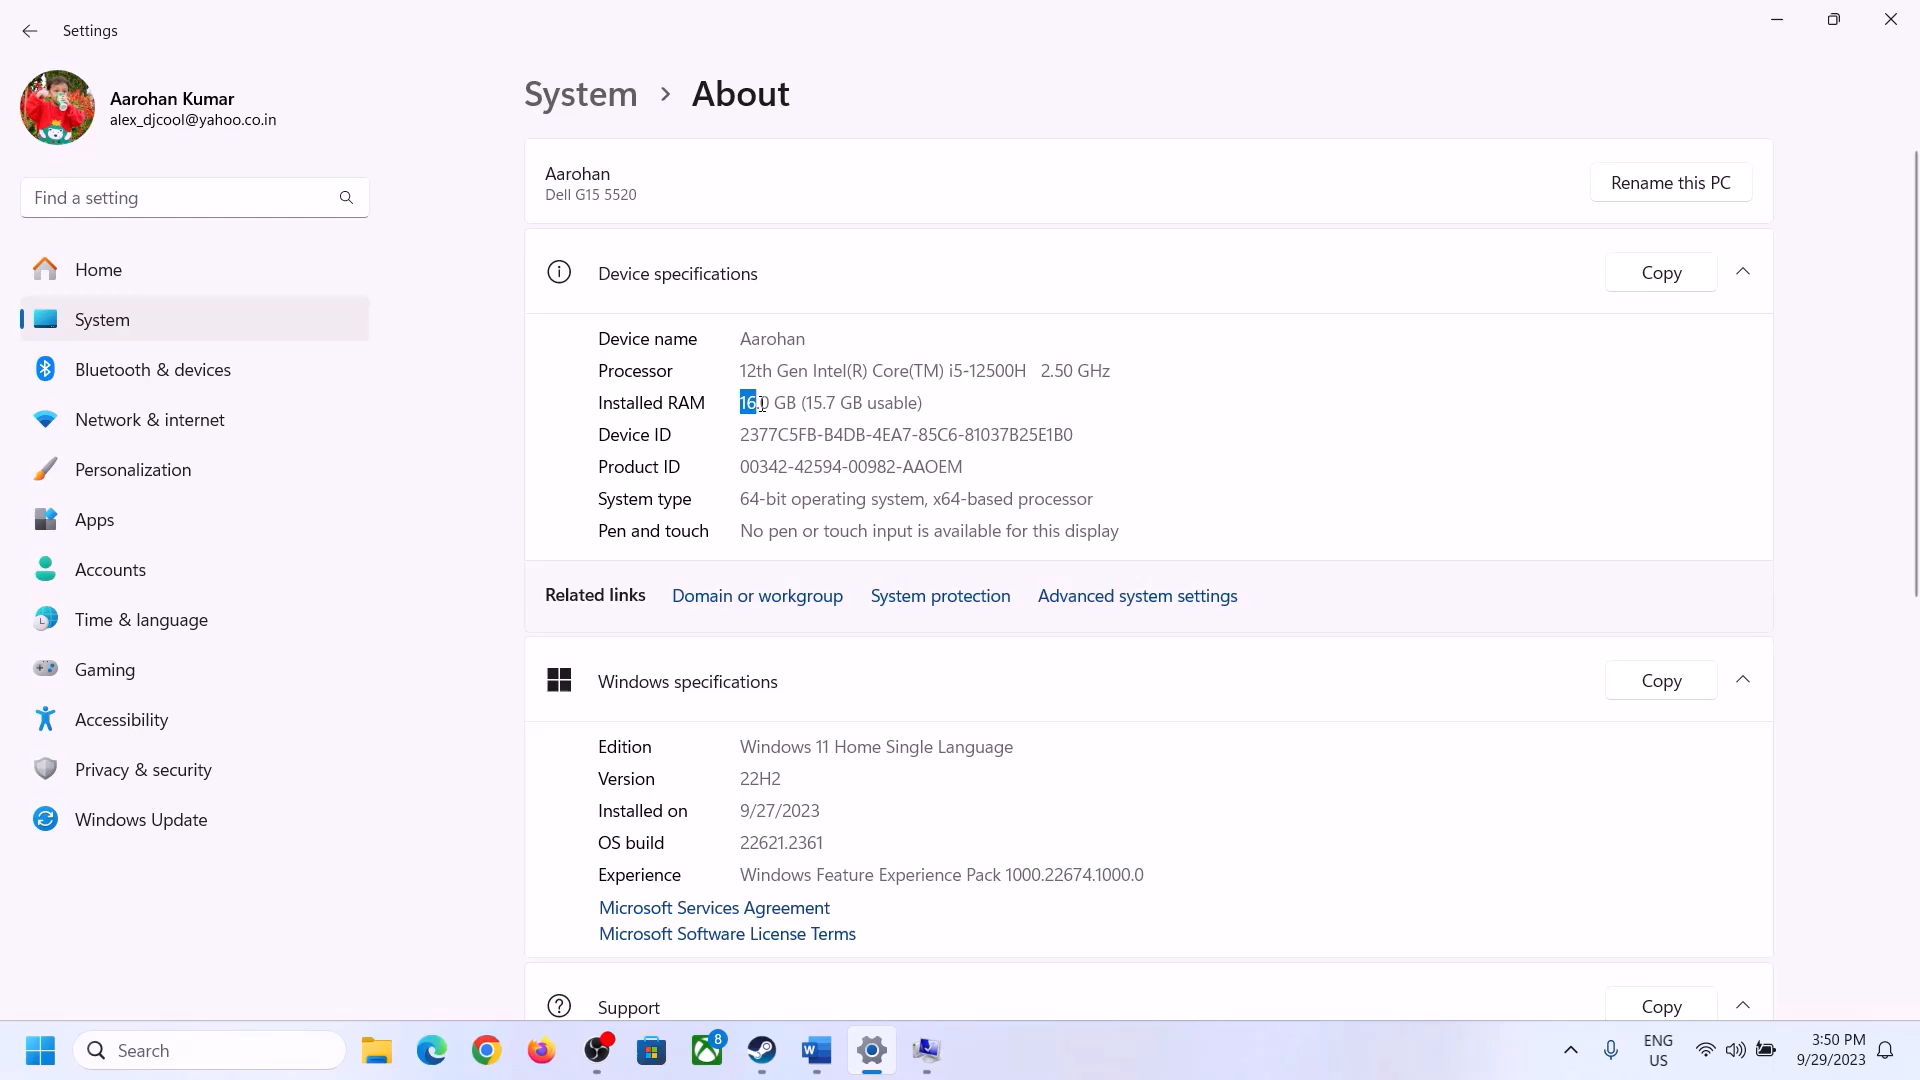 Settings
Aarohan Kumar
alex_djcool@yahoo.co.in
Find a setting
Home
System
Bluetooth & devices
Network & internet
Personalization
Apps
Accounts
Time & language
Gaming
Accessibility
Privacy & security
Windows Update
System > About
Aarohan
Dell G15 5520
Rename this PC
Device specifications
Copy
Device name Aarohan
Processor 12th Gen Intel(R) Core(TM) i5-12500H 2.50 GHz
Installed RAM 16.0 GB (15.7 GB usable)
Device ID 2377C5FB-B4DB-4EA7-85C6-81037B25E1B0
Product ID 00342-42594-00982-AAOEM
System type 64-bit operating system, x64-based processor
Pen and touch No pen or touch input is available for this display
Related links Domain or workgroup System protection Advanced system settings
Windows specifications
Copy
Edition Windows 11 Home Single Language
Version 22H2
Installed on 9/27/2023
OS build 22621.2361
Experience Windows Feature Experience Pack 1000.22674.1000.0
Microsoft Services Agreement
Microsoft Software License Terms
Support
Copy
Search
8
W
ENG
US
3:50 PM
9/29/2023